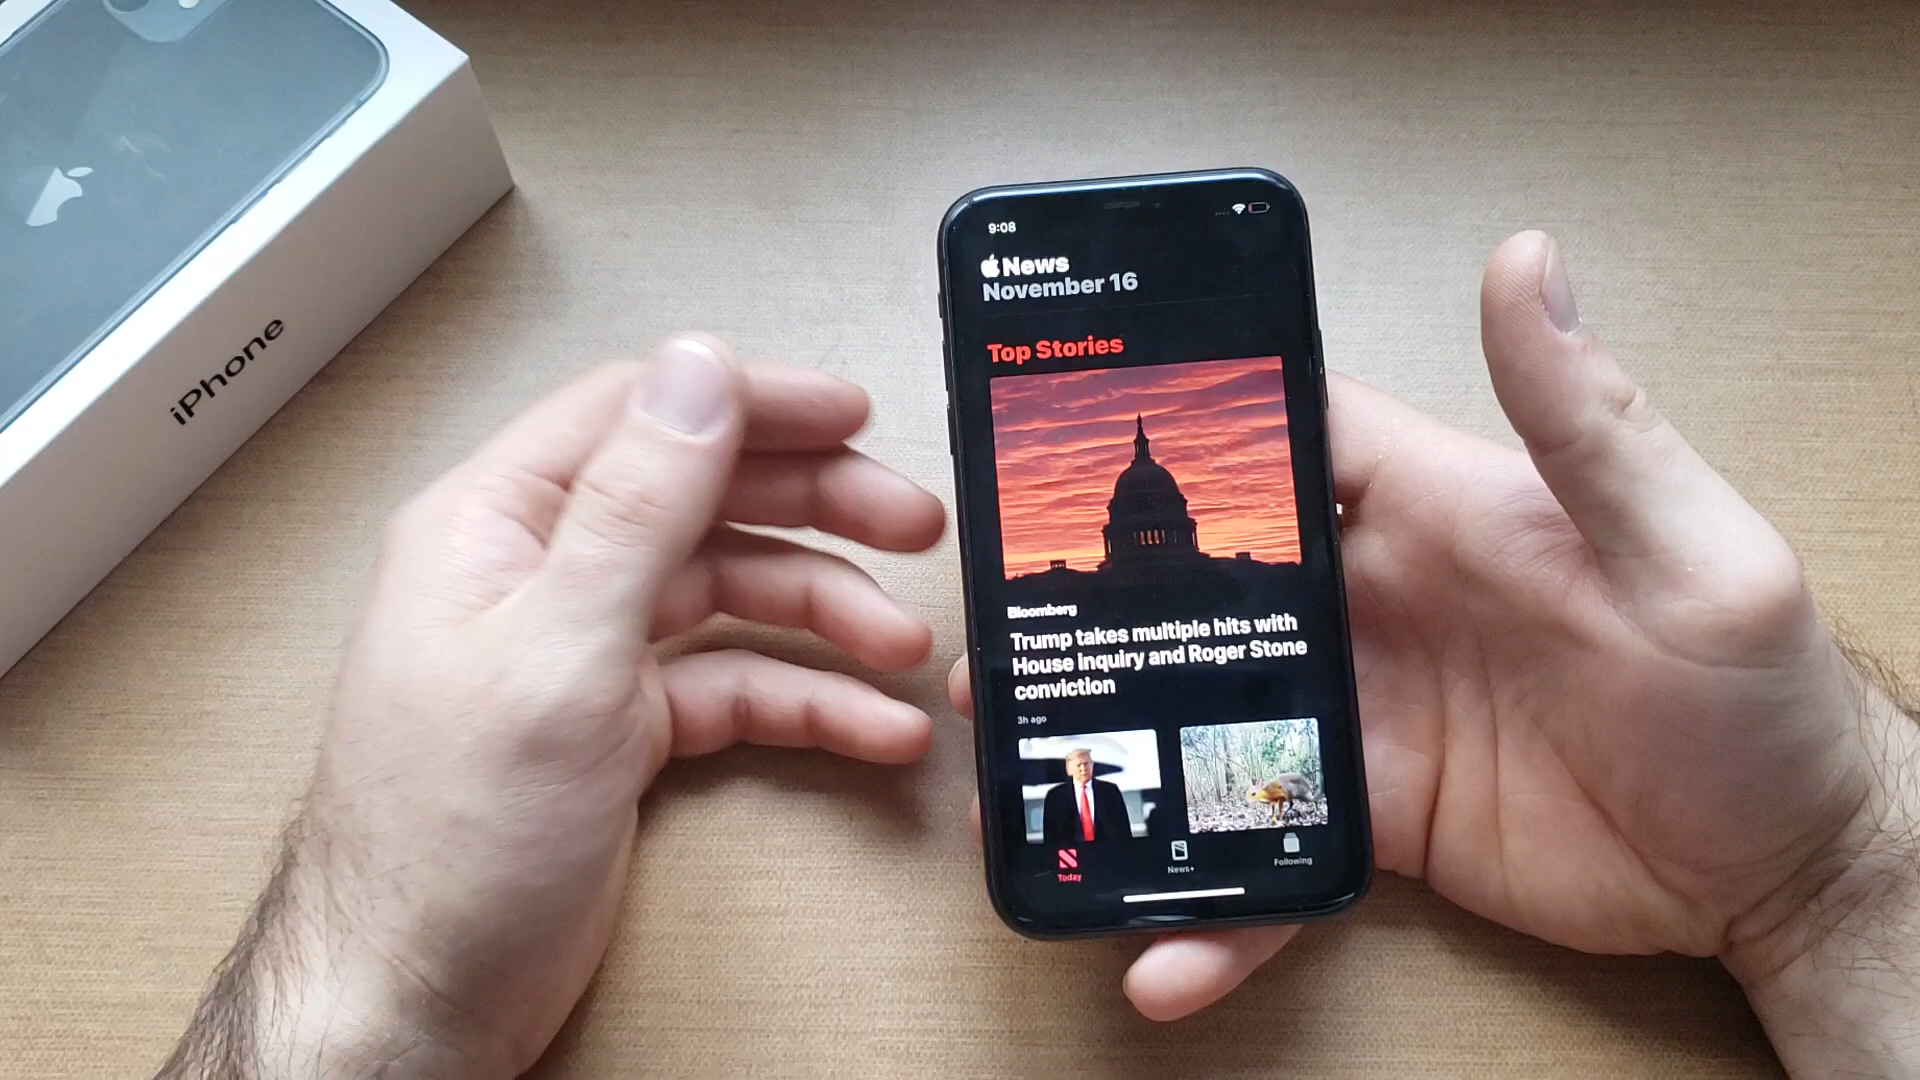 iPhone
9:08
News
November 16
Top Stories
Bloomberg
Trump takes multiple hits with
House inquiry and Roger Stone
conviction
3h ago
Today
News+
Following